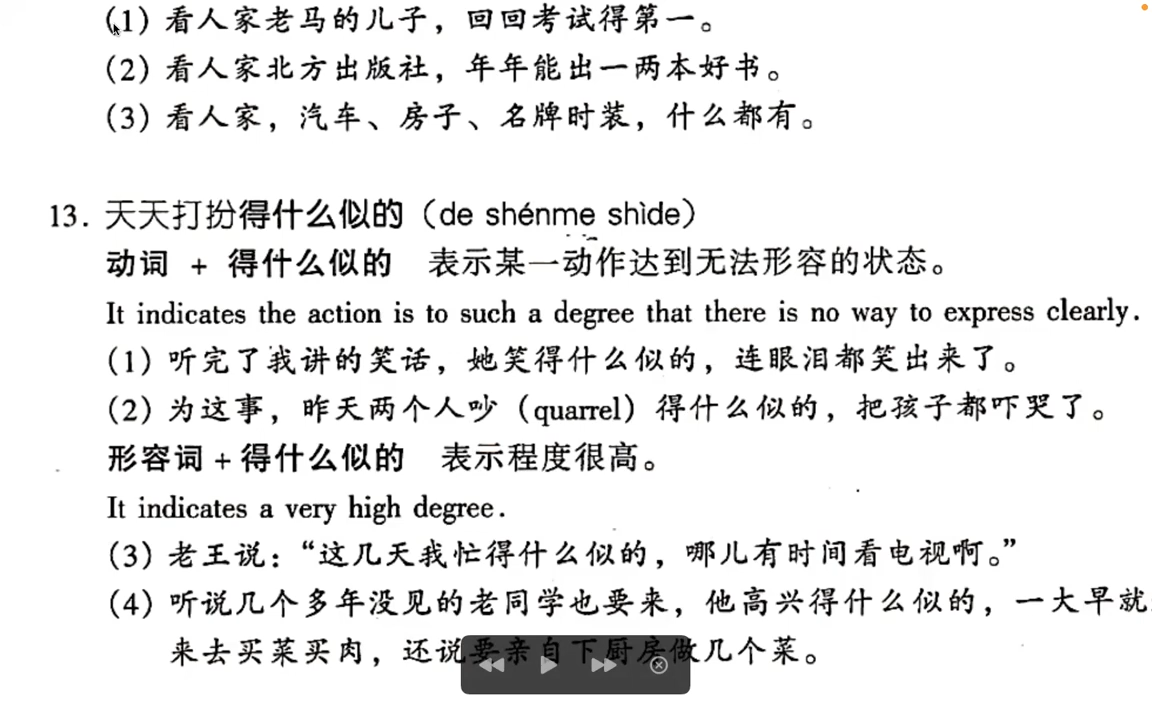 (1) 看人家老马的儿子，回回考试得第一。
(2) 看人家北方出版社，年年能出一两本好书。
(3) 看人家，汽车、房子、名牌时装，什么都有。
13. 天天打扮得什么似的（de shénme shìde）
动词 + 得什么似的 表示某一动作达到无法形容的状态。
It indicates the action is to such a degree that there is no way to express clearly.
(1) 听完了我讲的笑话，她笑得什么似的，连眼泪都笑出来了。
(2) 为这事，昨天两个人吵（quarrel）得什么似的，把孩子都吓哭了。
形容词 + 得什么似的 表示程度很高。
It indicates a very high degree.
(3) 老王说：“这几天我忙得什么似的，哪儿有时间看电视啊。”
(4) 听说几个多年没见的老同学也要来，他高兴得什么似的，一大早就
来去买菜买肉，还说要亲自下厨房做几个菜。